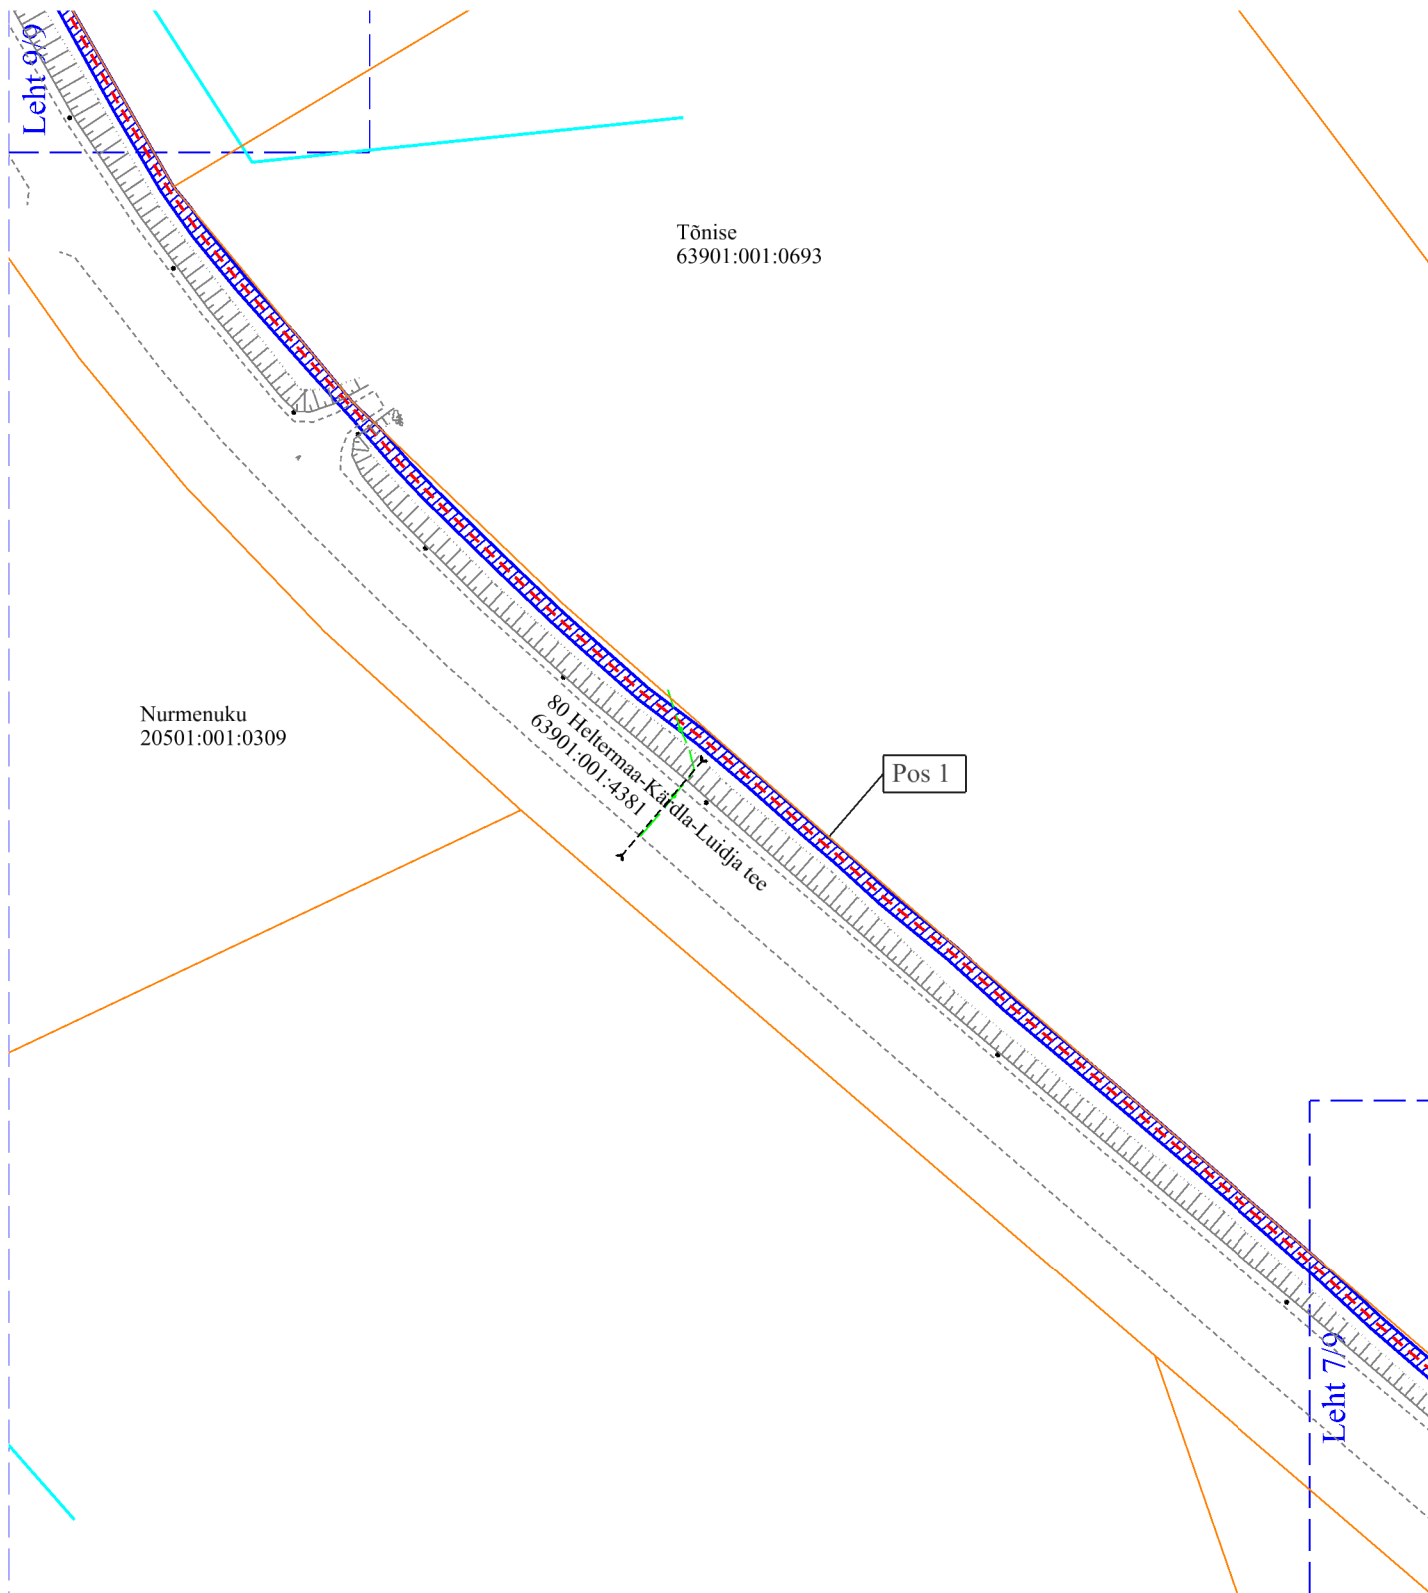 Leht 9/9
Tõnise
63901:001:0693
Nurmenuku
20501:001:0309
80 Heltermaa-Kärdla-Luidja tee
63901:001:4381
Pos 1
Leht 7/9